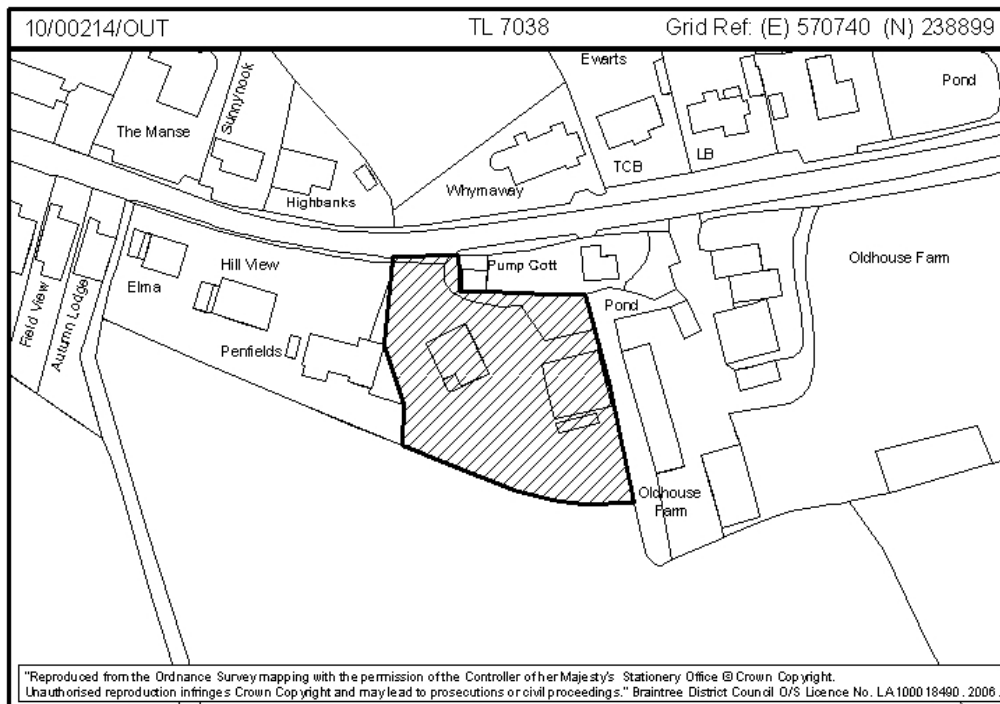 10/00214/OUT TL 7038 Grid Ref: (E) 570740 (N) 238899
Ewarts
Pond
Sunnynook
The Manse
TCB
LB
Whyrnaway
Highbanks
Pump Cott
Oldhouse Farm
Hill View
Elma
Field View
Autumn Lodge
Pond
Penfields
Oldhouse
Farm
"Reproduced from the Ordnance Survey mapping with the permission of the Controller of her Majesty's Stationery Office © Crown Copyright.
Unauthorised reproduction infringes Crown Copyright and may lead to prosecutions or civil proceedings." Braintree District Council O/S Licence No. LA 100018490. 2006.